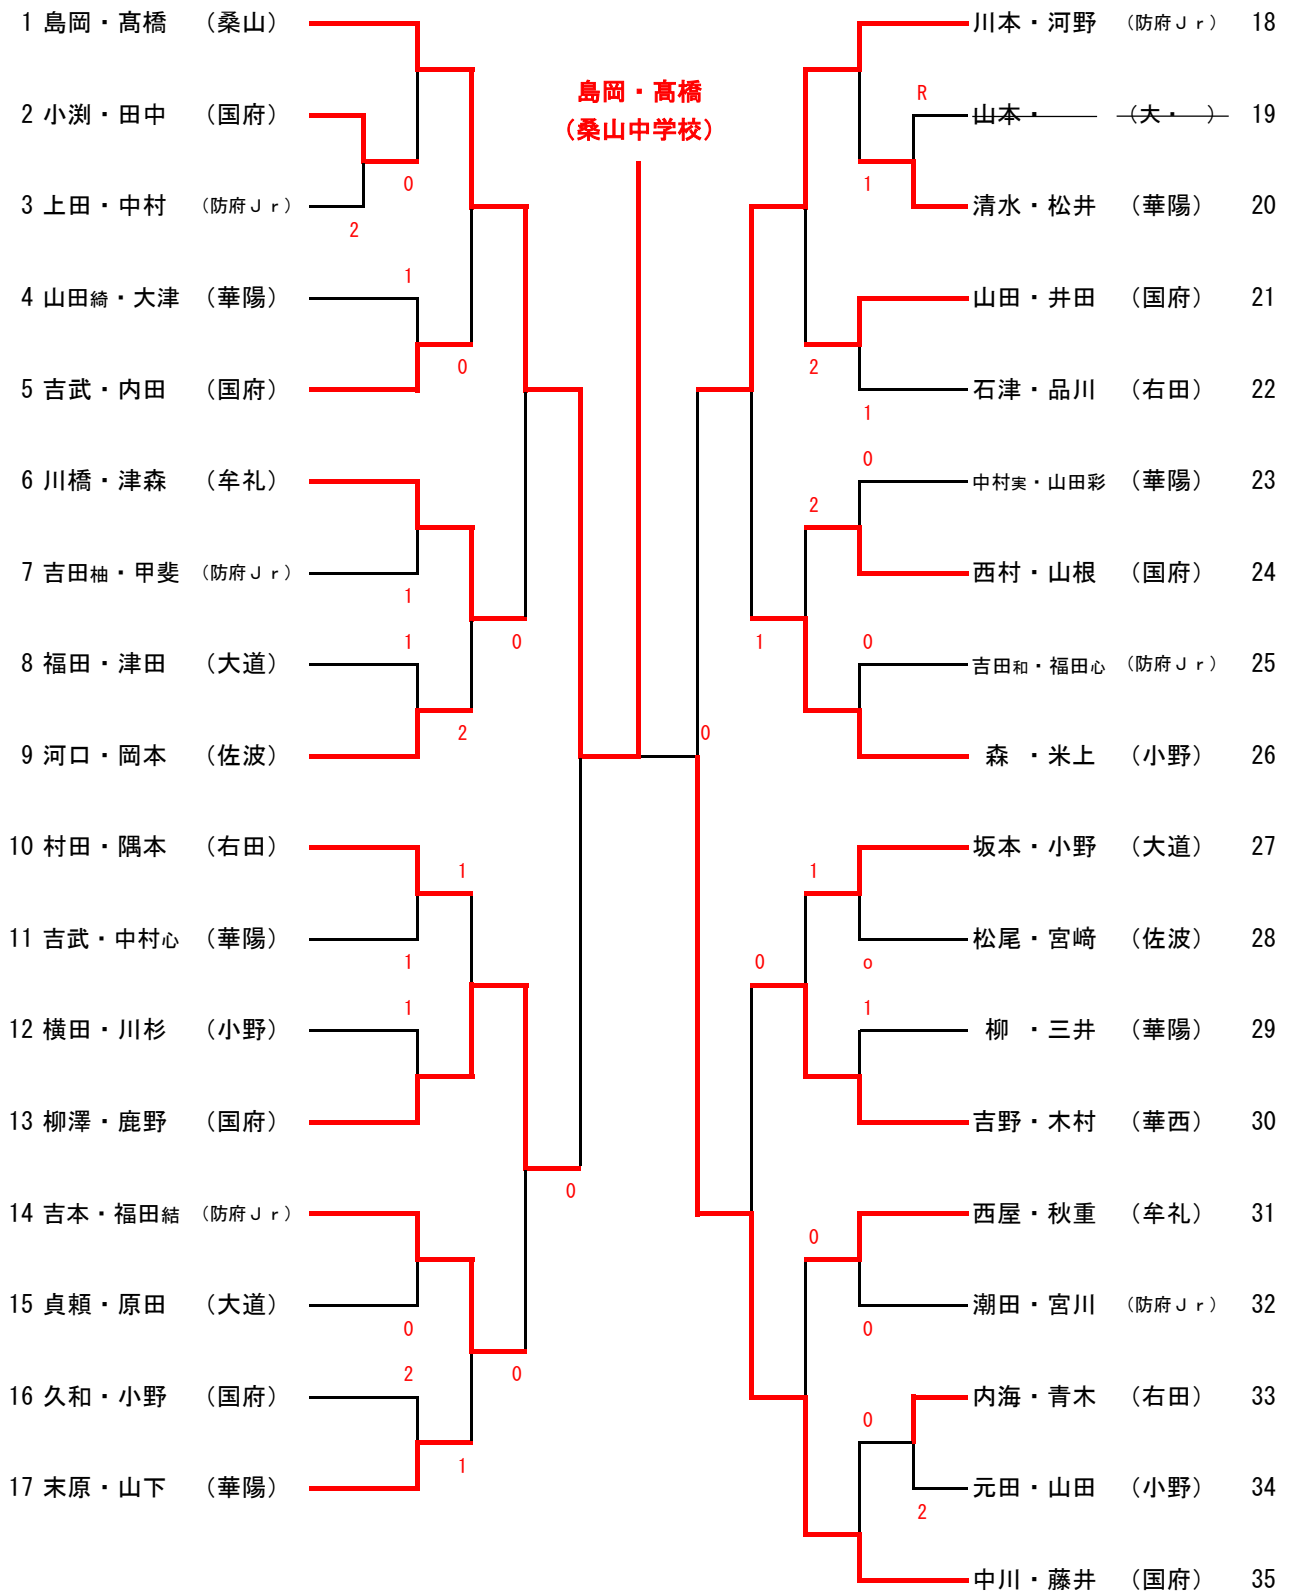 島岡・髙橋
（桑山中学校）
1 島岡・髙橋 （桑山）
2 小渕・田中 （国府）
0
3 上田・中村 （防府Ｊｒ）
2
1
4 山田綺・大津 （華陽）
0
5 吉武・内田 （国府）
6 川橋・津森 （牟礼）
7 吉田柚・甲斐 （防府Ｊｒ）
1
1
0
8 福田・津田 （大道）
2
9 河口・岡本 （佐波）
10 村田・隅本 （右田）
1
11 吉武・中村心 （華陽）
1
1
12 横田・川杉 （小野）
13 柳澤・鹿野 （国府）
0
14 吉本・福田結 （防府Ｊｒ）
15 貞頼・原田 （大道）
0
2
0
16 久和・小野 （国府）
1
17 末原・山下 （華陽）
川本・河野 （防府Ｊｒ） 18
R
山本・ （大・ ） 19
1
清水・松井 （華陽） 20
山田・井田 （国府） 21
2
石津・品川 （右田） 22
1
0
中村実・山田彩 （華陽） 23
2
西村・山根 （国府） 24
1
0
吉田和・福田心 （防府Ｊｒ） 25
0
森 ・米上 （小野） 26
坂本・小野 （大道） 27
1
松尾・宮﨑 （佐波） 28
0
o
1
柳 ・三井 （華陽） 29
吉野・木村 （華西） 30
西屋・秋重 （牟礼） 31
0
潮田・宮川 （防府Ｊｒ） 32
0
内海・青木 （右田） 33
0
元田・山田 （小野） 34
2
中川・藤井 （国府） 35